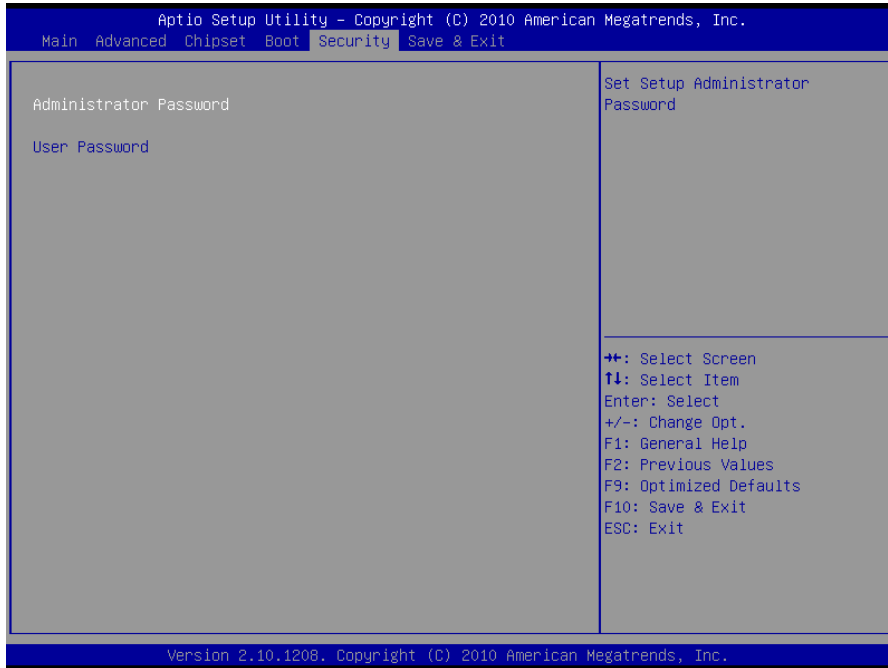 Aptio Setup Utility - Copyright (C) 2010 American Megatrends, Inc.
Main Advanced Chipset Boot Security Save & Exit
Administrator Password
User Password
Set Setup Administrator
Password
→←: Select Screen
↑↓: Select Item
Enter: Select
+/-: Change Opt.
F1: General Help
F2: Previous Values
F9: Optimized Defaults
F10: Save & Exit
ESC: Exit
Version 2.10.1208. Copyright (C) 2010 American Megatrends, Inc.